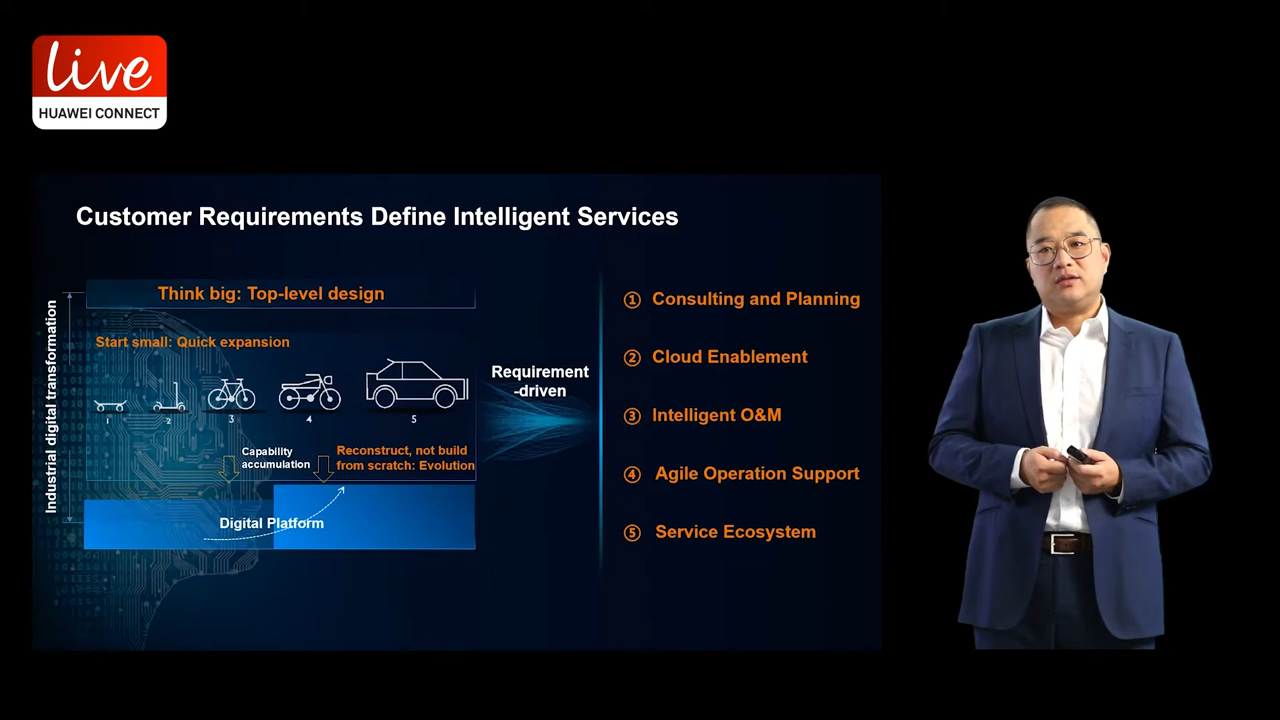 live
HUAWEI CONNECT
Customer Requirements Define Intelligent Services
Industrial digital transformation
Think big: Top-level design
Start small: Quick expansion
1 2 3 4 5
Capability
accumulation
Reconstruct, not build
from scratch: Evolution
Digital Platform
Requirement
-driven
① Consulting and Planning
② Cloud Enablement
③ Intelligent O&M
④ Agile Operation Support
⑤ Service Ecosystem